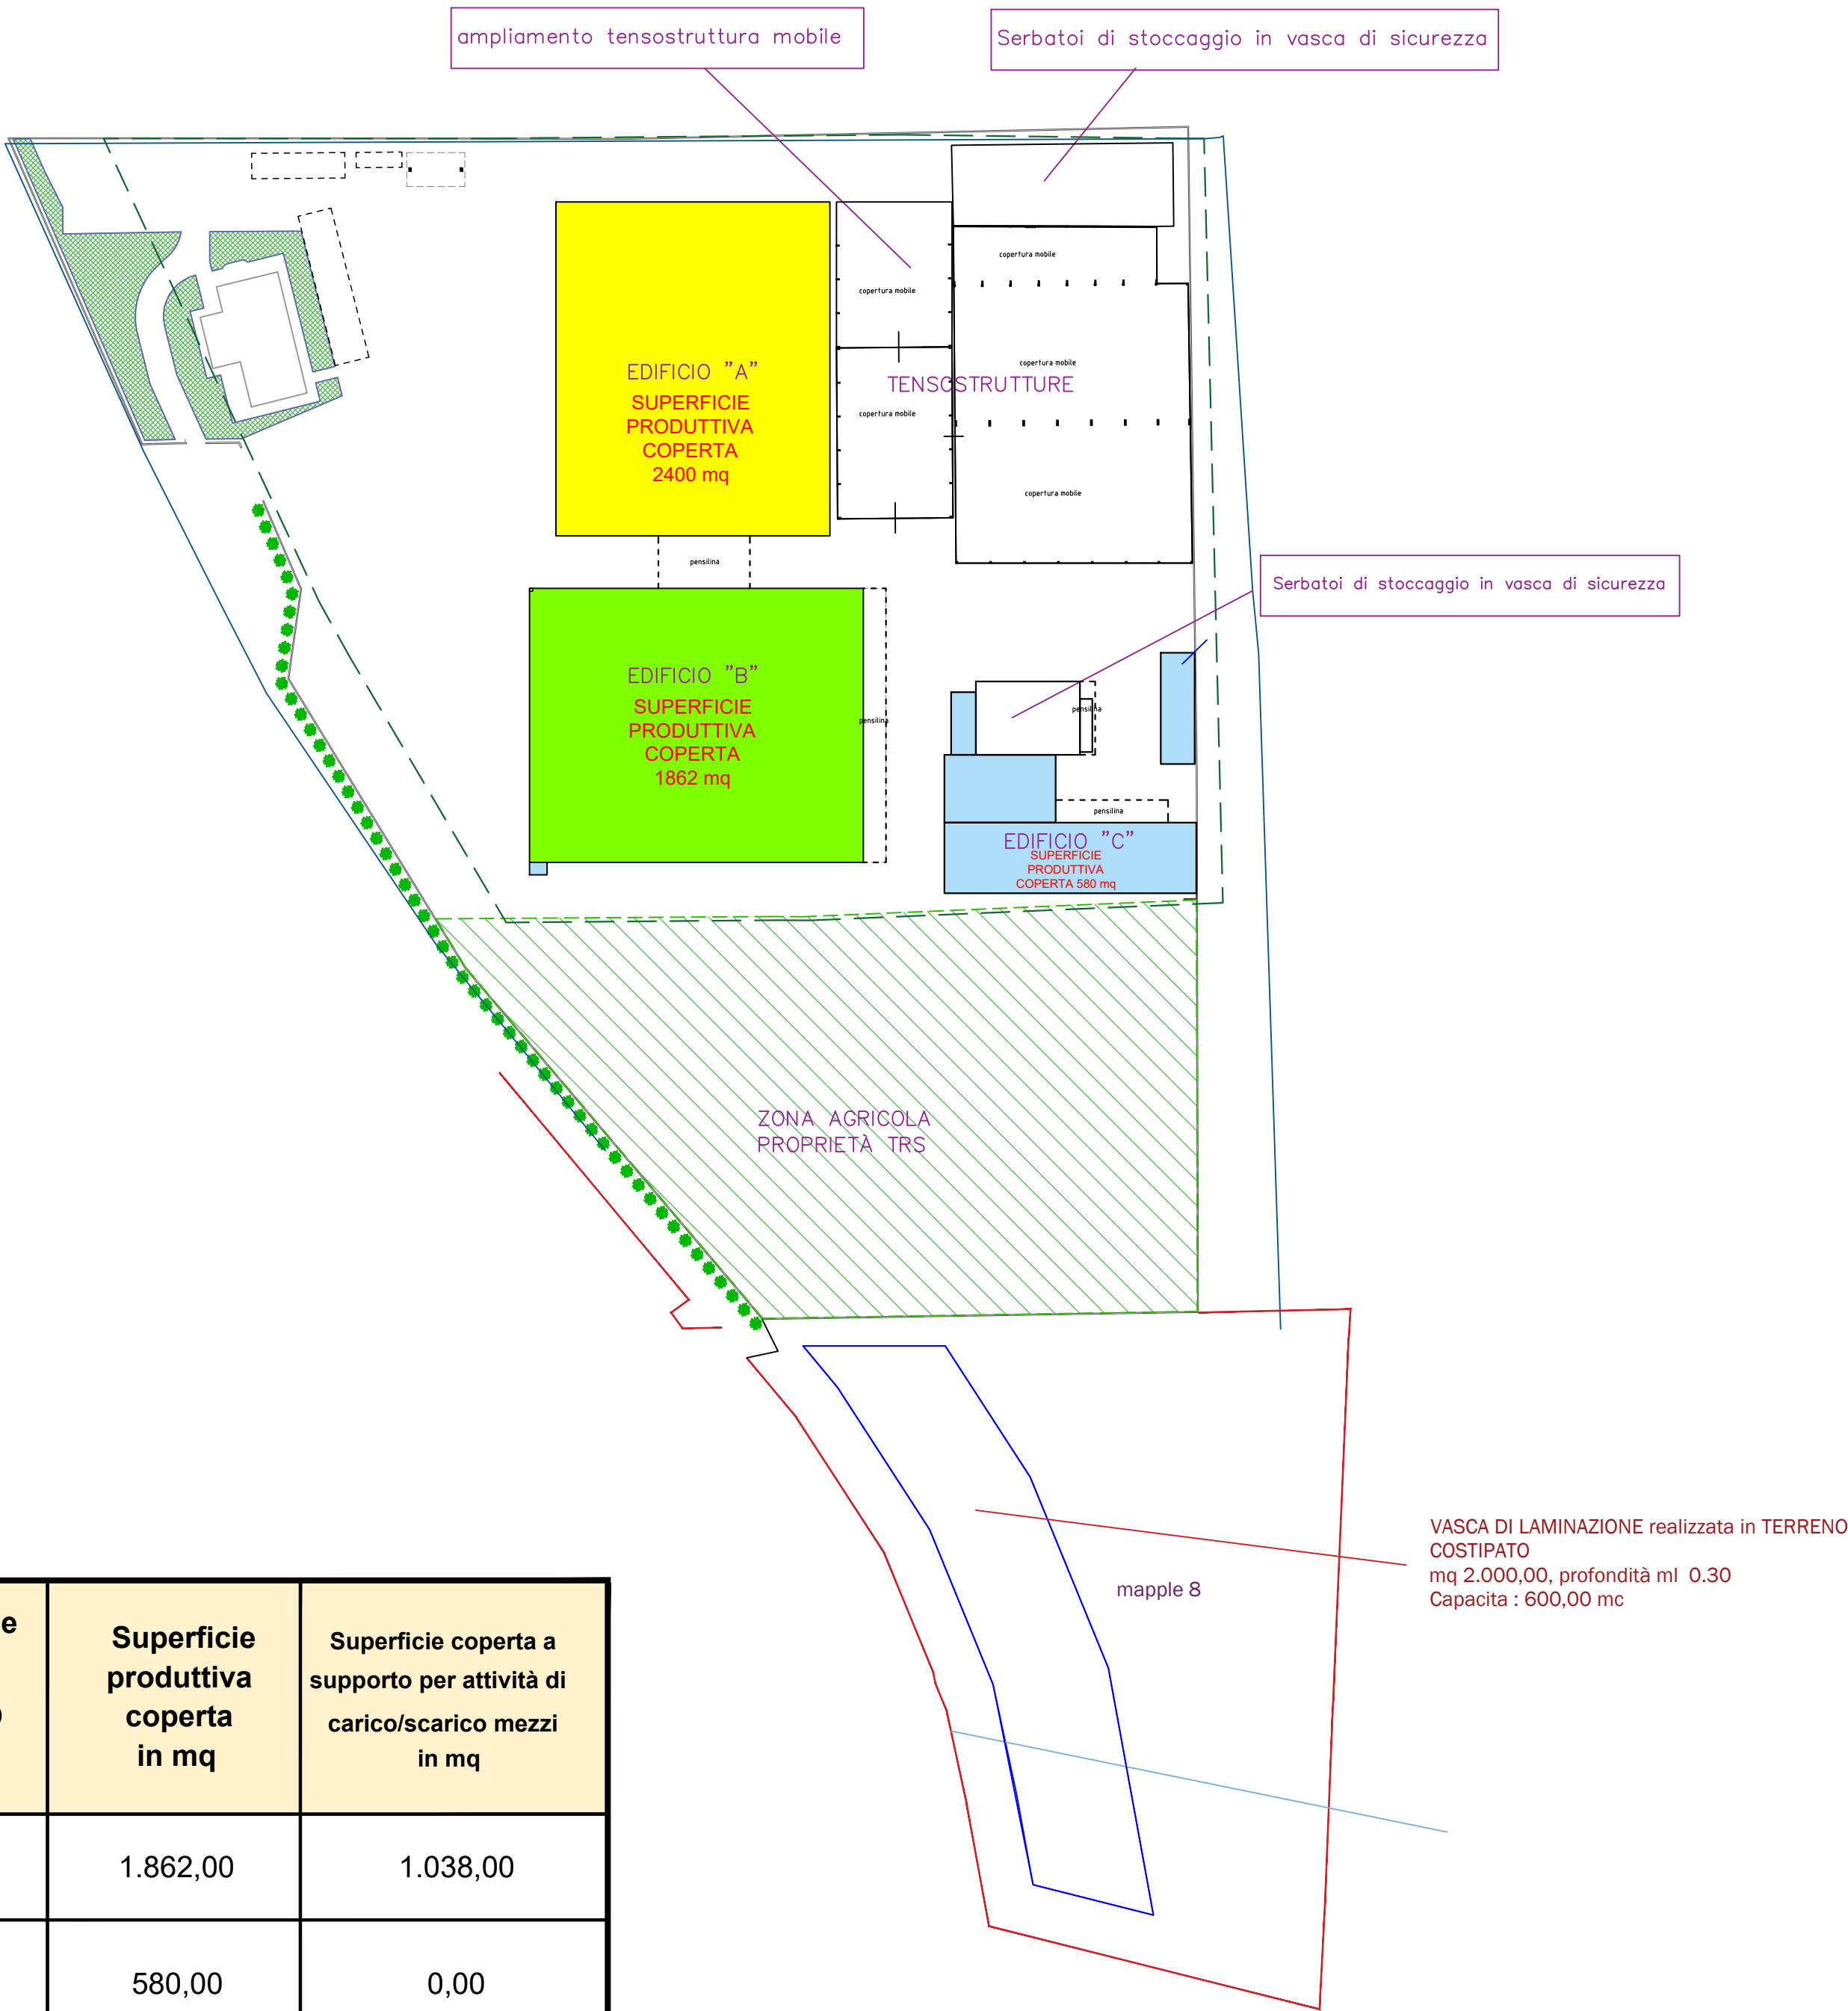 ampliamento tensostruttura mobile
Serbatoi di stoccaggio in vasca di sicurezza
copertura mobile
copertura mobile
copertura mobile
TENSOSTRUTTURE
copertura mobile
copertura mobile
EDIFICIO "A"
SUPERFICIE
PRODUTTIVA
COPERTA
2400 mq
pensilina
Serbatoi di stoccaggio in vasca di sicurezza
EDIFICIO "B"
SUPERFICIE
PRODUTTIVA
COPERTA
1862 mq
pensilina
pensilina
pensilina
EDIFICIO "C"
SUPERFICIE
PRODUTTIVA
COPERTA 580 mq
ZONA AGRICOLA
PROPRIETÀ TRS
VASCA DI LAMINAZIONE realizzata in TERRENO
COSTIPATO
mq 2.000,00, profondità ml 0.30
Capacita : 600,00 mc
mapple 8
e
Superficie
produttiva
coperta
in mq
Superficie coperta a
supporto per attività di
carico/scarico mezzi
in mq
1.862,00
1.038,00
580,00
0,00